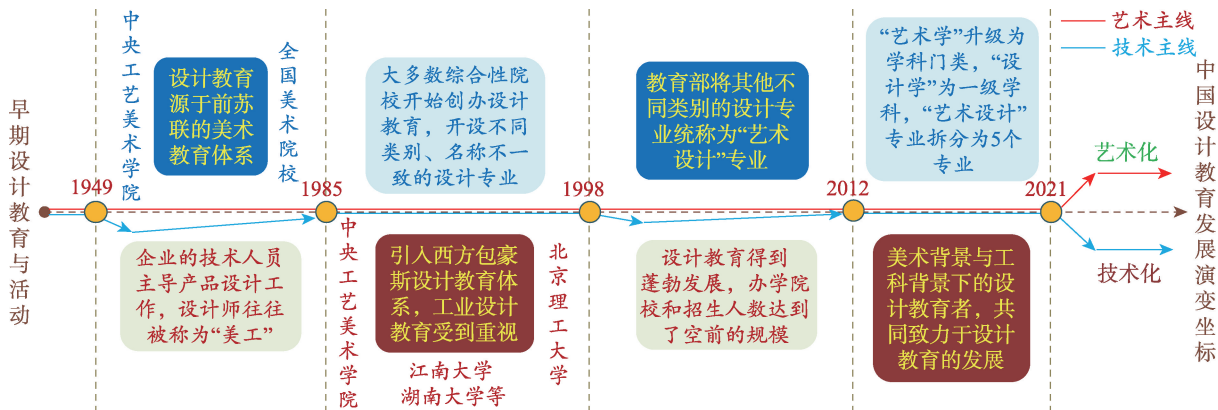 早期设计教育与活动
中央工艺美术学院
设计教育
源于前苏
联的美术
教育体系
全国美术院校
1949
企业的技术人员
主导产品设计工
作，设计师往往
被称为“美工”
1985
大多数综合性院
校开始创办设计
教育，开设不同
类别、名称不一
致的设计专业
中央工艺美术学院
引入西方包豪
斯设计教育体
系，工业设计
教育受到重视
江南大学
湖南大学等
北京理工大学
1998
教育部将其他不
同类别的设计专
业统称为“艺术
设计”专业
设计教育得到
蓬勃发展，办学院
校和招生人数达到
了空前的规模
2012
“艺术学”升级为
学科门类，“设
计学”为一级学
科，“艺术设计”
专业拆分为5个
专业
美术背景与工
科背景下的设
计教育者，共
同致力于设计
教育的发展
2021
艺术主线
技术主线
艺术化
技术化
中国设计教育发展演变坐标